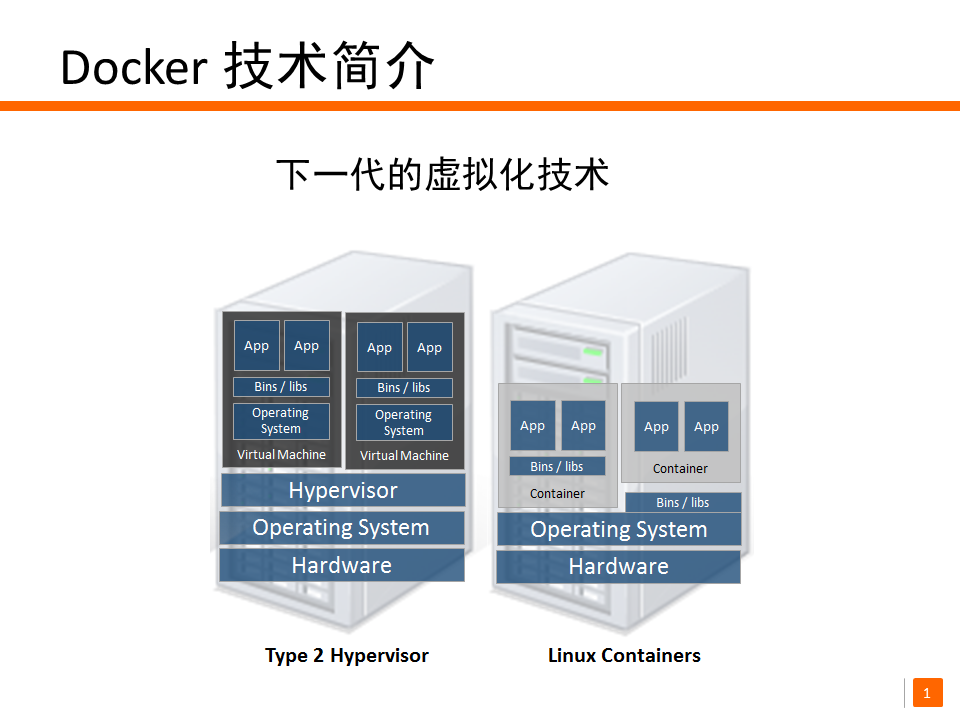 Docker 技术简介
下一代的虚拟化技术
App App
Bins / libs
Operating
System
Virtual Machine
App App
Bins / libs
Operating
System
Virtual Machine
Hypervisor
Operating System
Hardware
Type 2 Hypervisor
App App
Bins / libs
Container
App App
Container
Bins / libs
Operating System
Hardware
Linux Containers
1